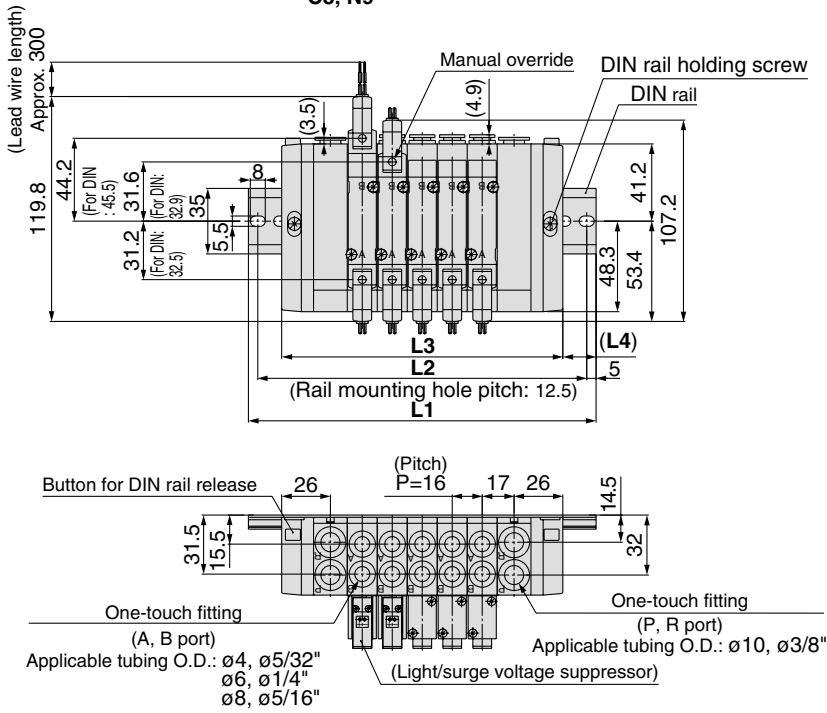 C8, N9
(Lead wire length)
Approx. 300
Manual override
DIN rail holding screw
DIN rail
(3.5)
(4.9)
119.8
44.2
(For DIN
: 45.5)
31.6
(For DIN:
32.9)
8
35
5.5
31.2
(For DIN:
32.5)
B
B
B
B
B
A
A
A
A
A
41.2
107.2
48.3
53.4
L3
(L4)
L2
5
(Rail mounting hole pitch: 12.5)
L1
(Pitch)
P=16
Button for DIN rail release
26
17
26
14.5
31.5
15.5
32
One-touch fitting
(A, B port)
Applicable tubing O.D.: ø4, ø5/32"
ø6, ø1/4"
ø8, ø5/16"
(Light/surge voltage suppressor)
One-touch fitting
(P, R port)
Applicable tubing O.D.: ø10, ø3/8"